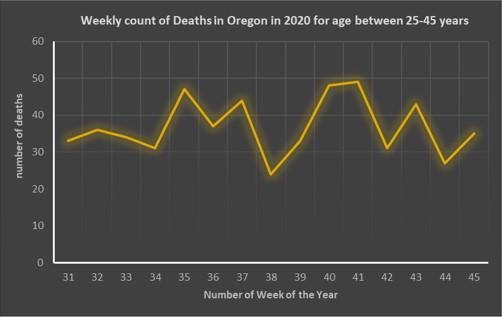 Weekly count of Deaths in Oregon in 2020 for age between 25-45 years
60
50
40
30
20
10
0
number of deaths
31 32 33 34 35 36 37 38 39 40 41 42 43 44 45
Number of Week of the Year